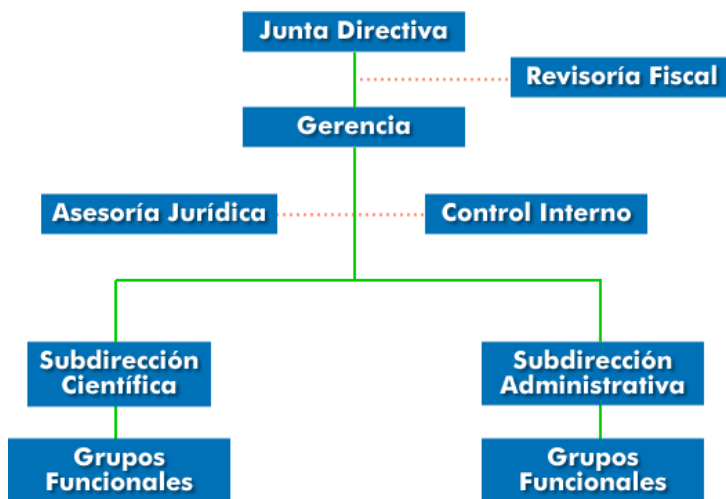 Junta Directiva
Revisoría Fiscal
Gerencia
Asesoría Jurídica
Control Interno
Subdirección
Científica
Subdirección
Administrativa
Grupos
Funcionales
Grupos
Funcionales